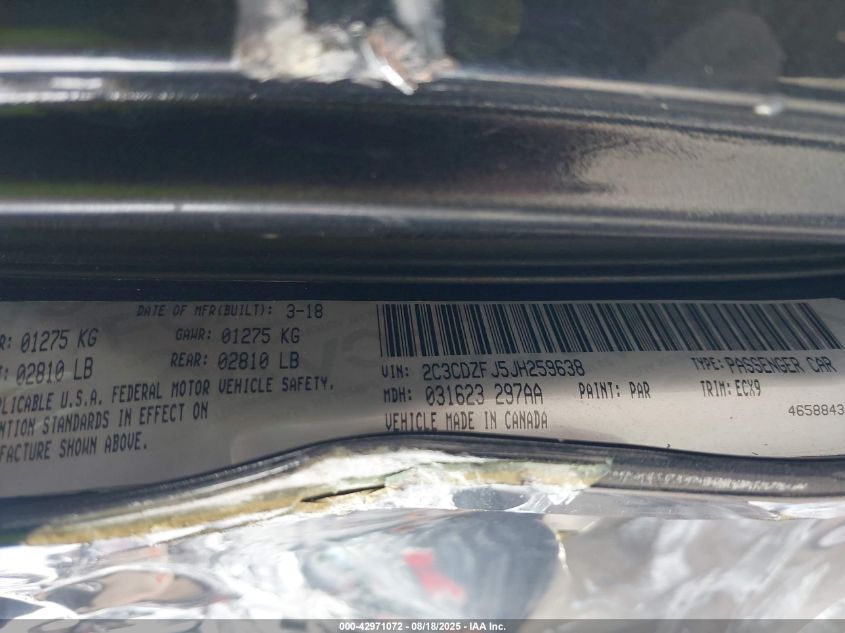 DATE OF MFR(BUILT): 3-18
R: 01275 KG GAWR: 01275 KG
02810 LB REAR: 02810 LB
PLICABLE U.S.A. FEDERAL MOTOR VEHICLE SAFETY,
NTION STANDARDS IN EFFECT ON
FACTURE SHOWN ABOVE.
VIN: 2C3CDZFJ5JH259638 TYPE: PASSENGER CAR
MDH: 031623 297AA PAINT: PAR TRIM: ECX9
VEHICLE MADE IN CANADA 4658843
000-42971072 | 08/18/2025 | IAA Inc.